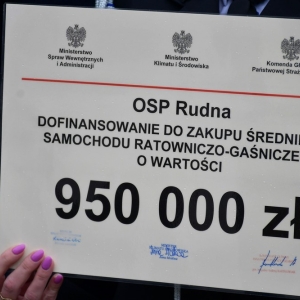 Ministerstwo
Spraw Wewnętrznych
i Administracji
Ministerstwo
Klimatu i Środowiska
Komenda Gł
Państwowej Straż
OSP Rudna
DOFINANSOWANIE DO ZAKUPU ŚREDNIE
SAMOCHODU RATOWNICZO-GAŚNICZE
O WARTOŚCI
950 000 zł